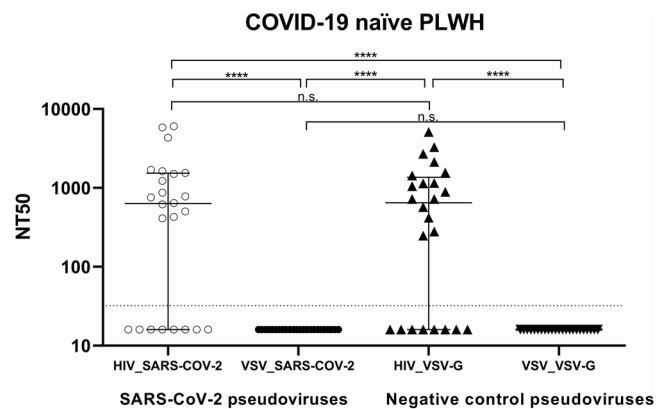 COVID-19 naïve PLWH
****
**** **** ****
n.s.
n.s.
10000
1000
100
10
NT50
HIV_SARS-COV-2 VSV_SARS-COV-2 HIV_VSV-G VSV_VSV-G
SARS-CoV-2 pseudoviruses Negative control pseudoviruses